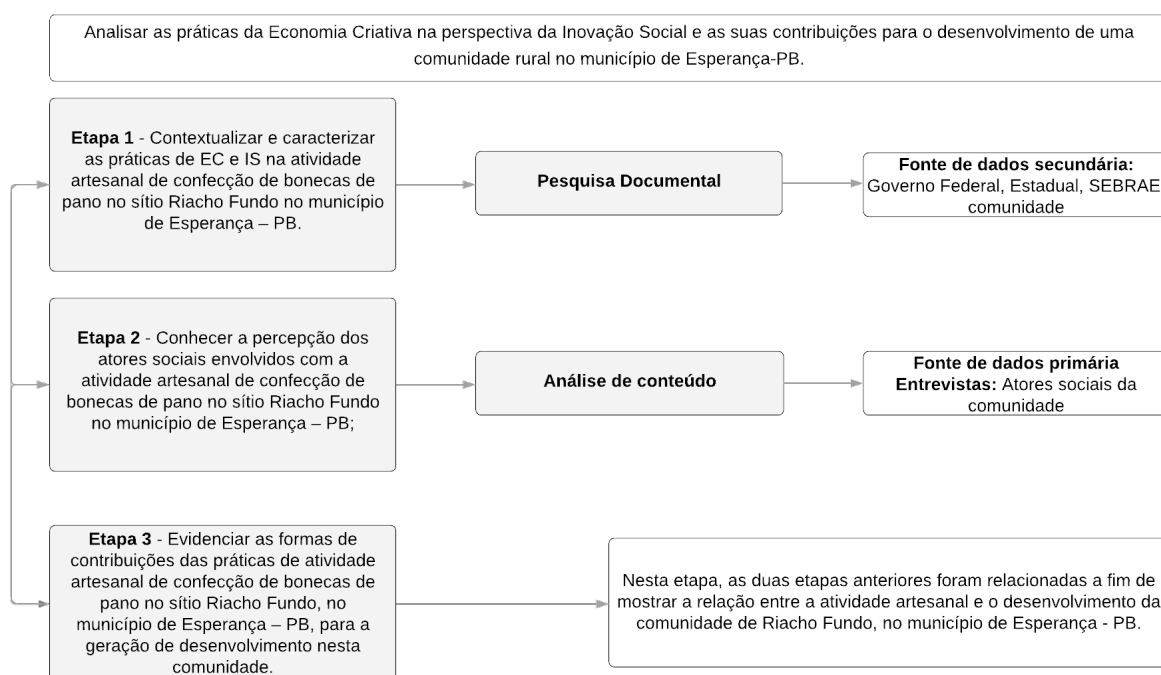 Analisar as práticas da Economia Criativa na perspectiva da Inovação Social e as suas contribuições para o desenvolvimento de uma
comunidade rural no município de Esperança-PB.
Etapa 1 - Contextualizar e caracterizar
as práticas de EC e IS na atividade
artesanal de confecção de bonecas de
pano no sítio Riacho Fundo no município
de Esperança – PB.
Pesquisa Documental
Fonte de dados secundária:
Governo Federal, Estadual, SEBRAE
comunidade
Etapa 2 - Conhecer a percepção dos
atores sociais envolvidos com a
atividade artesanal de confecção de
bonecas de pano no sítio Riacho Fundo
no município de Esperança – PB;
Análise de conteúdo
Fonte de dados primária
Entrevistas: Atores sociais da
comunidade
Etapa 3 - Evidenciar as formas de
contribuições das práticas de atividade
artesanal de confecção de bonecas de
pano no sítio Riacho Fundo, no
município de Esperança – PB, para a
geração de desenvolvimento nesta
comunidade.
Nesta etapa, as duas etapas anteriores foram relacionadas a fim de
mostrar a relação entre a atividade artesanal e o desenvolvimento da
comunidade de Riacho Fundo, no município de Esperança - PB.